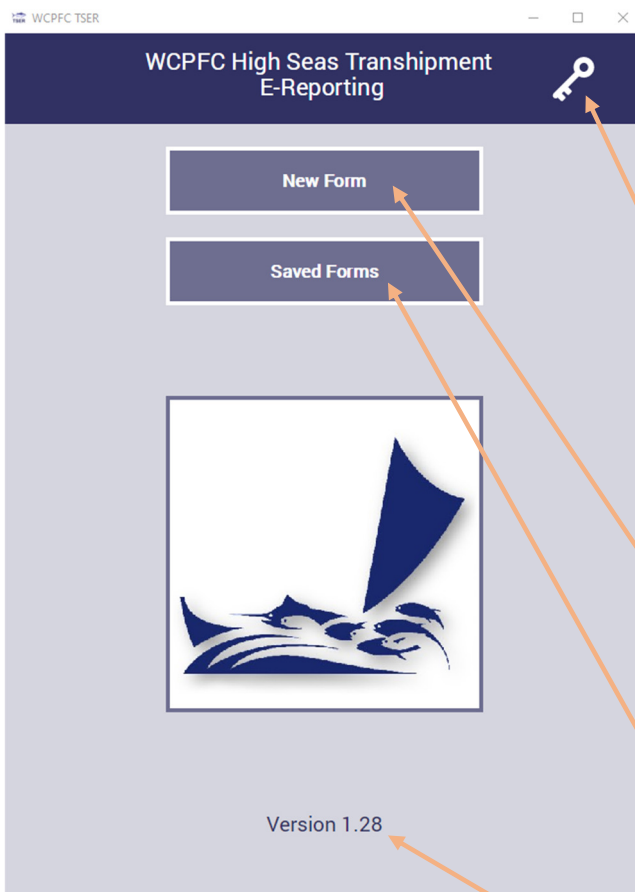 WCPFC TSER
WCPFC High Seas Transhipment
E-Reporting
New Form
Saved Forms
Version 1.28